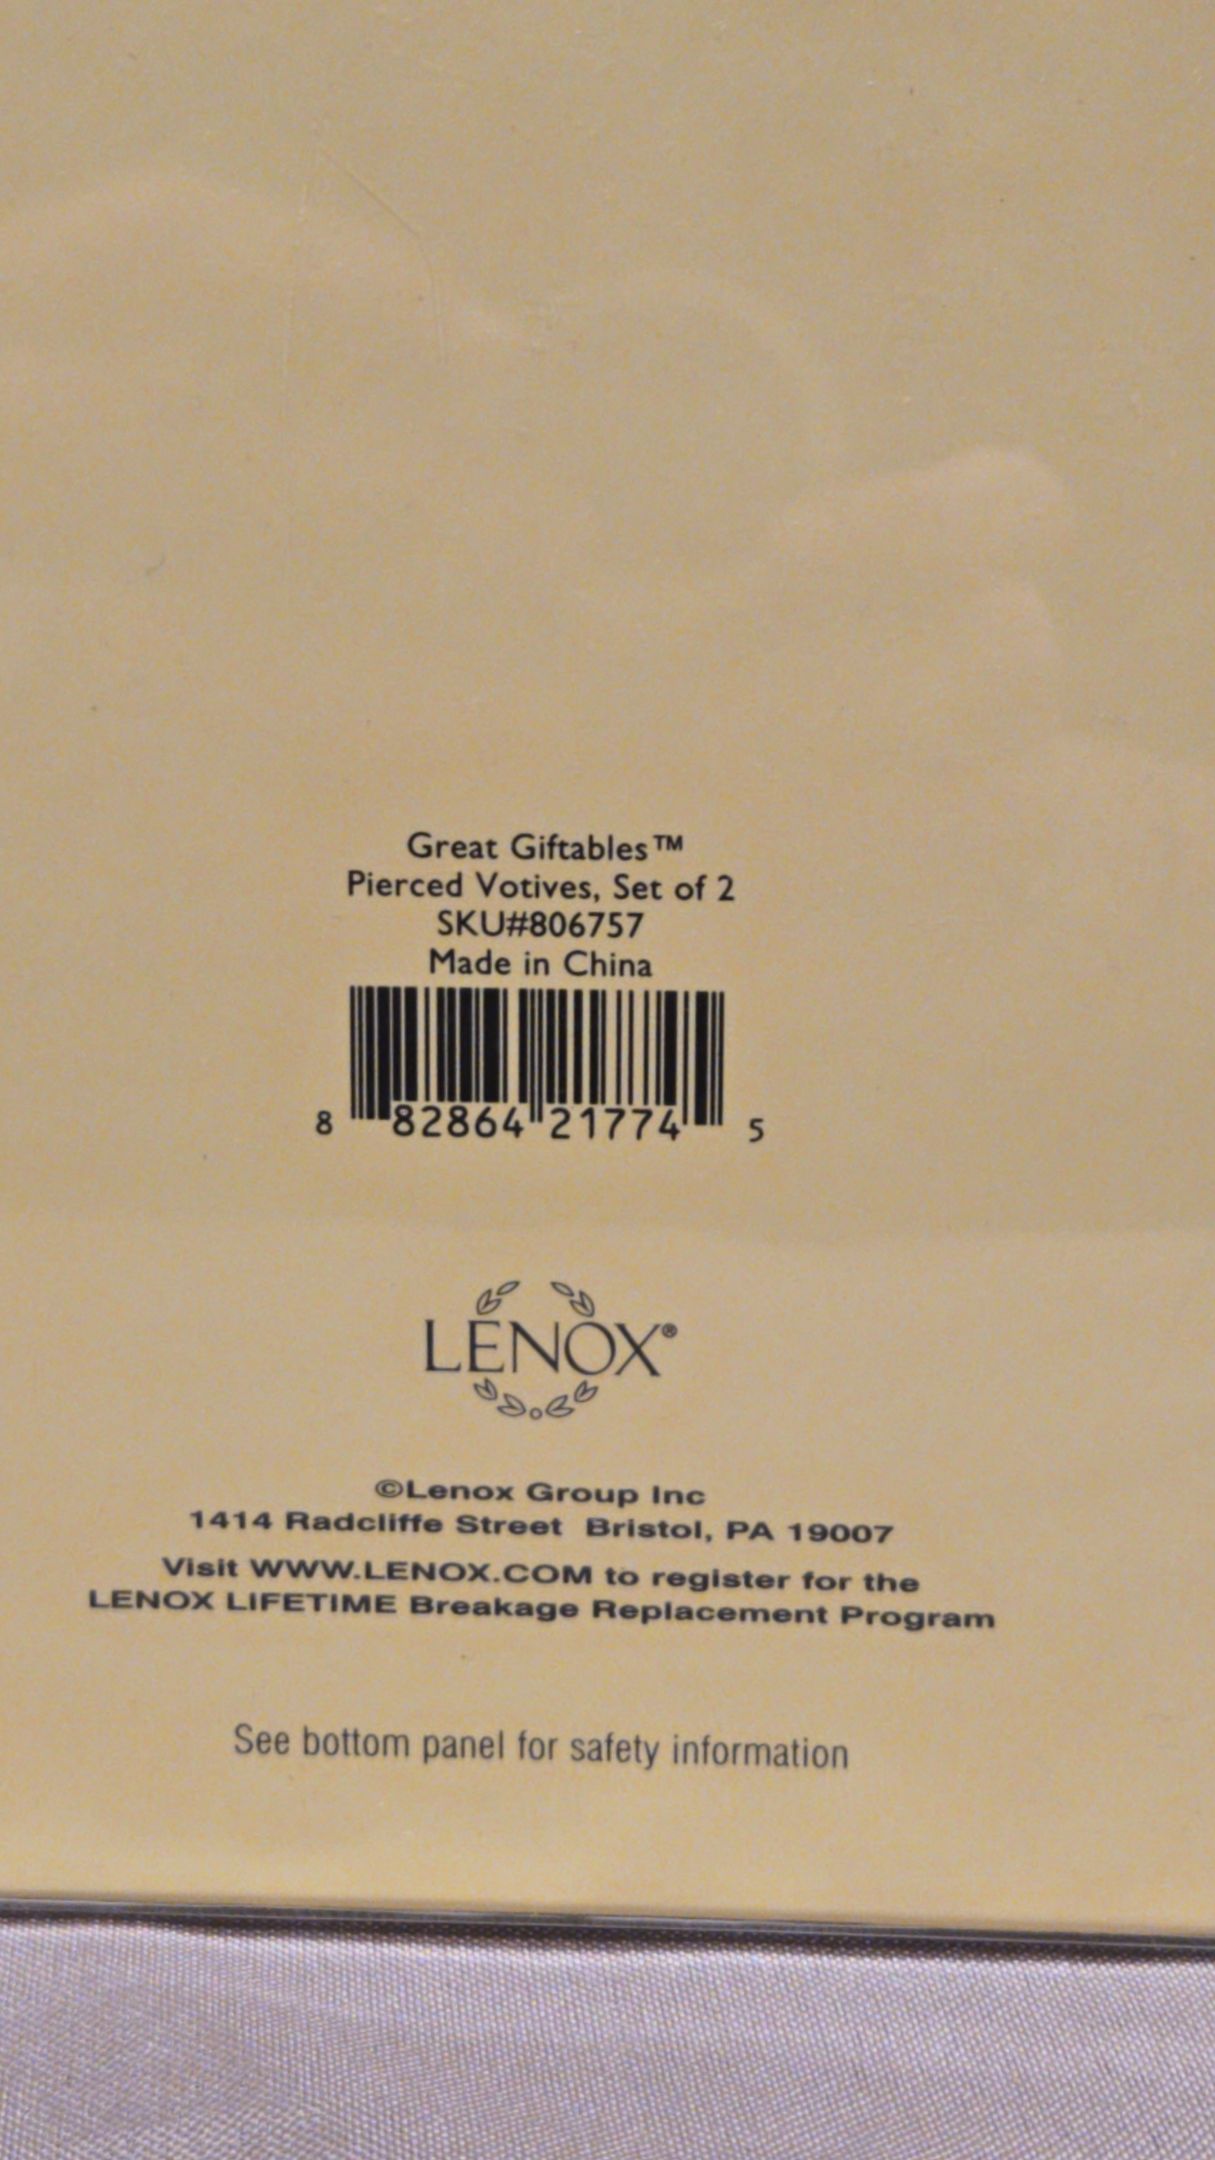 Great Giftables™
Pierced Votives, Set of 2
SKU#806757
Made in China
8 82864 21774 5
LENOX®
©Lenox Group Inc
1414 Radcliffe Street Bristol, PA 19007
Visit WWW.LENOX.COM to register for the
LENOX LIFETIME Breakage Replacement Program
See bottom panel for safety information